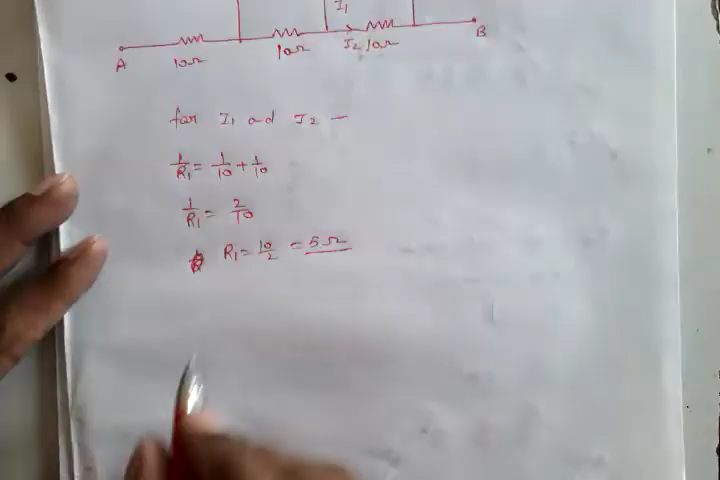 I₁
A 10Ω 10Ω I₂ 10Ω B
for I₁ and I₂ —
1/R₁ = 1/10 + 1/10
1/R₁ = 2/10
R₁ = 10/2 = 5Ω